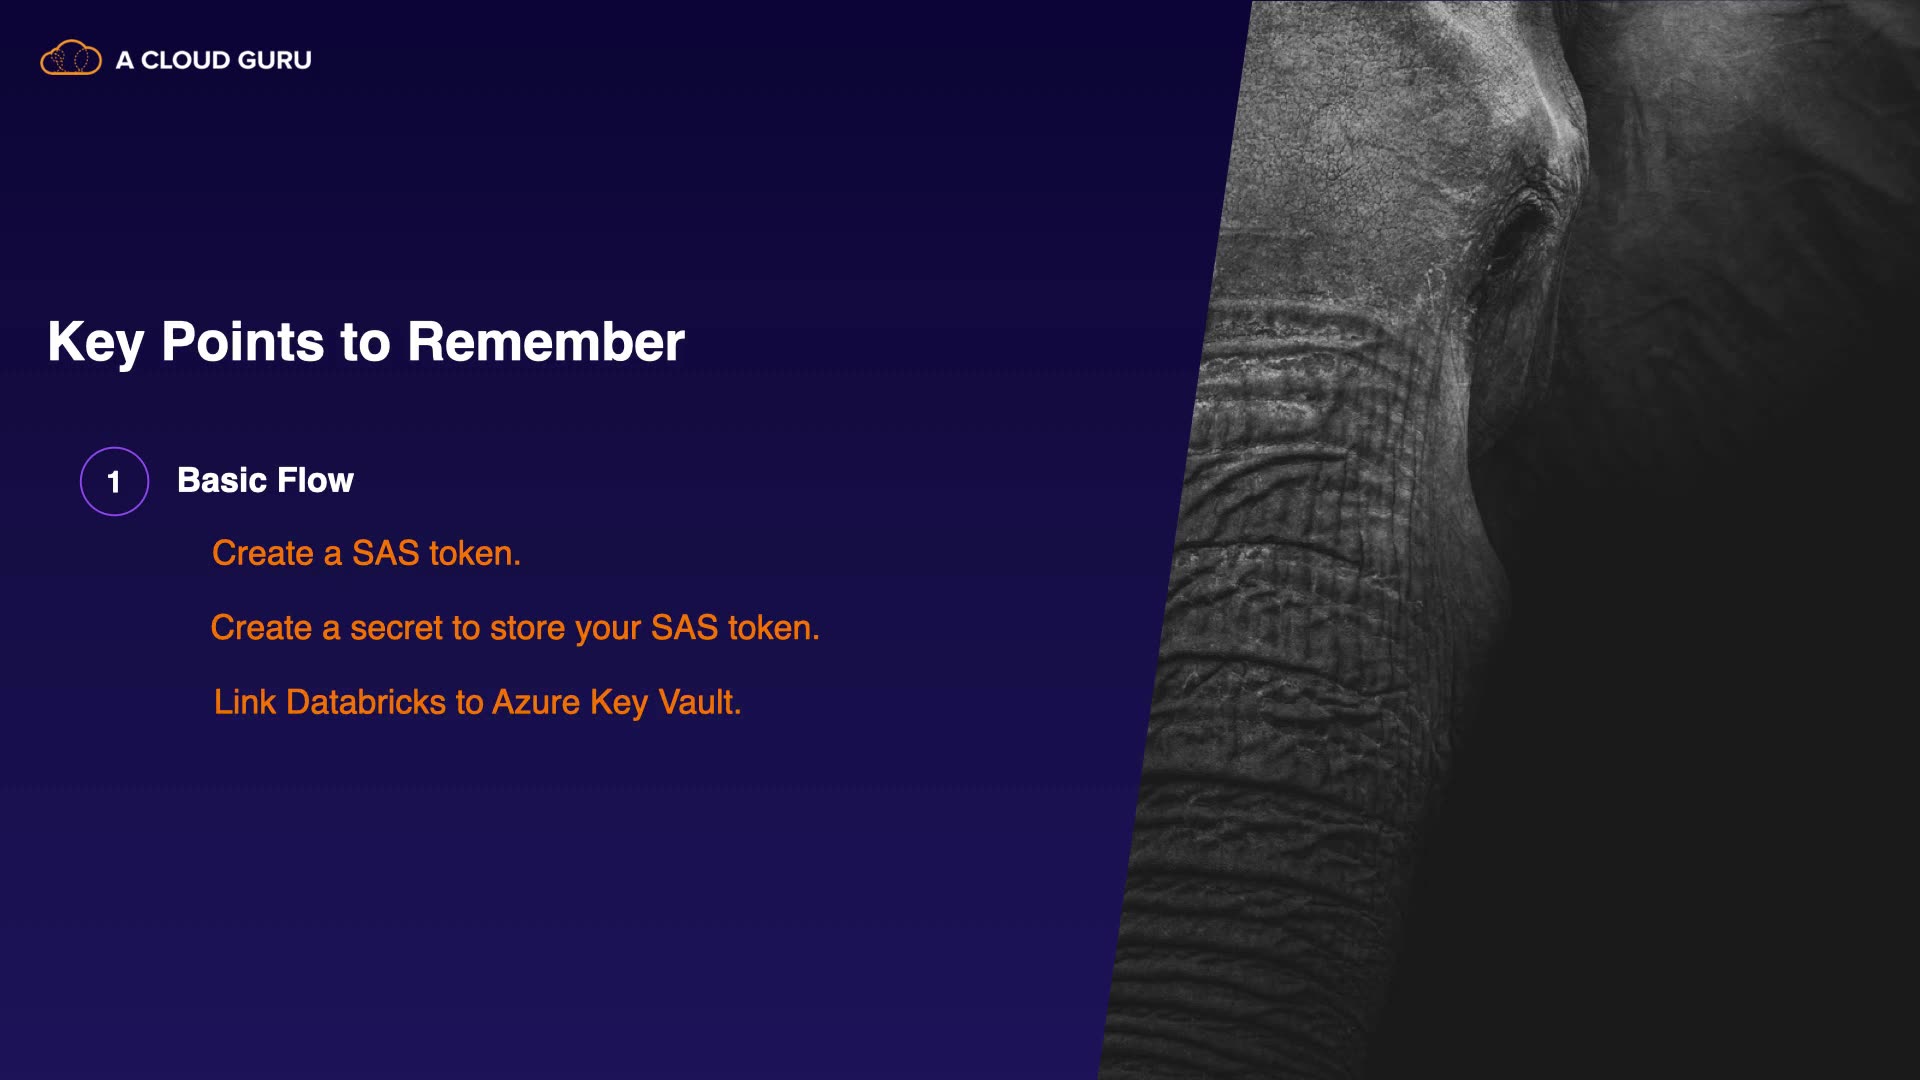 A CLOUD GURU
Key Points to Remember
1 Basic Flow
Create a SAS token.
Create a secret to store your SAS token.
Link Databricks to Azure Key Vault.